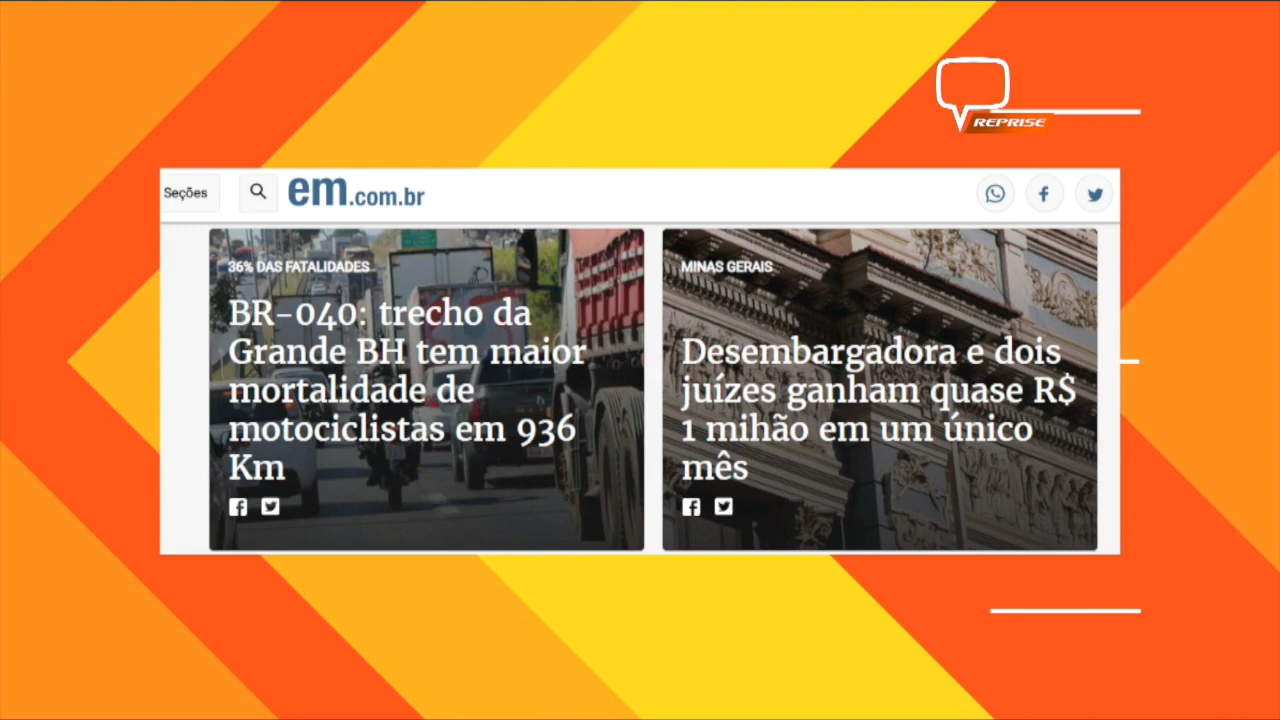 REPRISE
Seções
em.com.br
36% DAS FATALIDADES
BR-040: trecho da
Grande BH tem maior
mortalidade de
motociclistas em 936
Km
MINAS GERAIS
Desembargadora e dois
juízes ganham quase R$
1 mihão em um único
mês